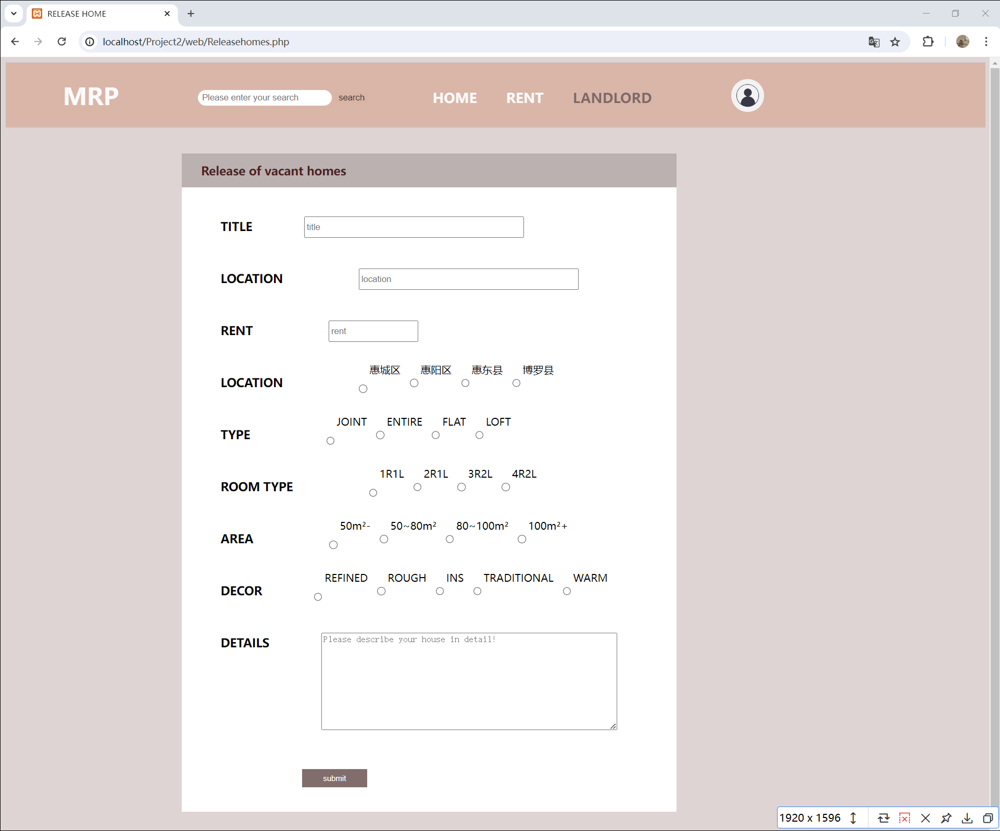 RELEASE HOME
localhost/Project2/web/Releasehomes.php
MRP Please enter your search search HOME RENT LANDLORD
Release of vacant homes
TITLE title
LOCATION location
RENT rent
LOCATION 惠城区 惠阳区 惠东县 博罗县
TYPE JOINT ENTIRE FLAT LOFT
ROOM TYPE 1R1L 2R1L 3R2L 4R2L
AREA 50m²- 50~80m² 80~100m² 100m²+
DECOR REFINED ROUGH INS TRADITIONAL WARM
DETAILS Please describe your house in detail!
submit
1920 x 1596